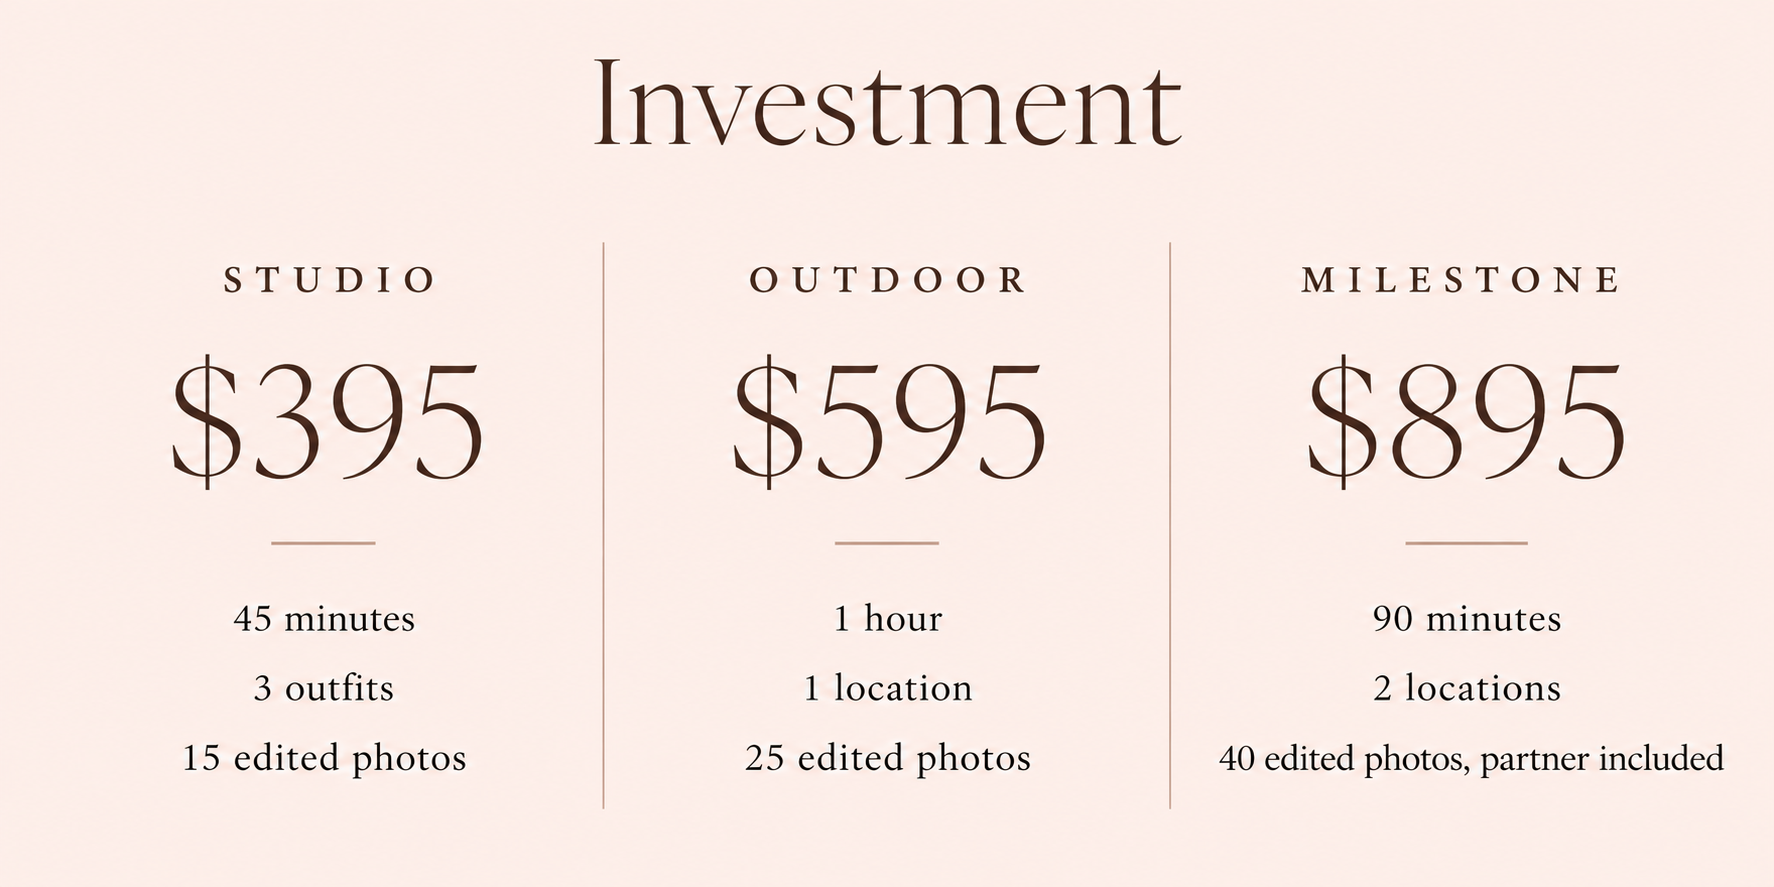 Investment
STUDIO
$395
45 minutes
3 outfits
15 edited photos
OUTDOOR
$595
1 hour
1 location
25 edited photos
MILESTONE
$895
90 minutes
2 locations
40 edited photos, partner included